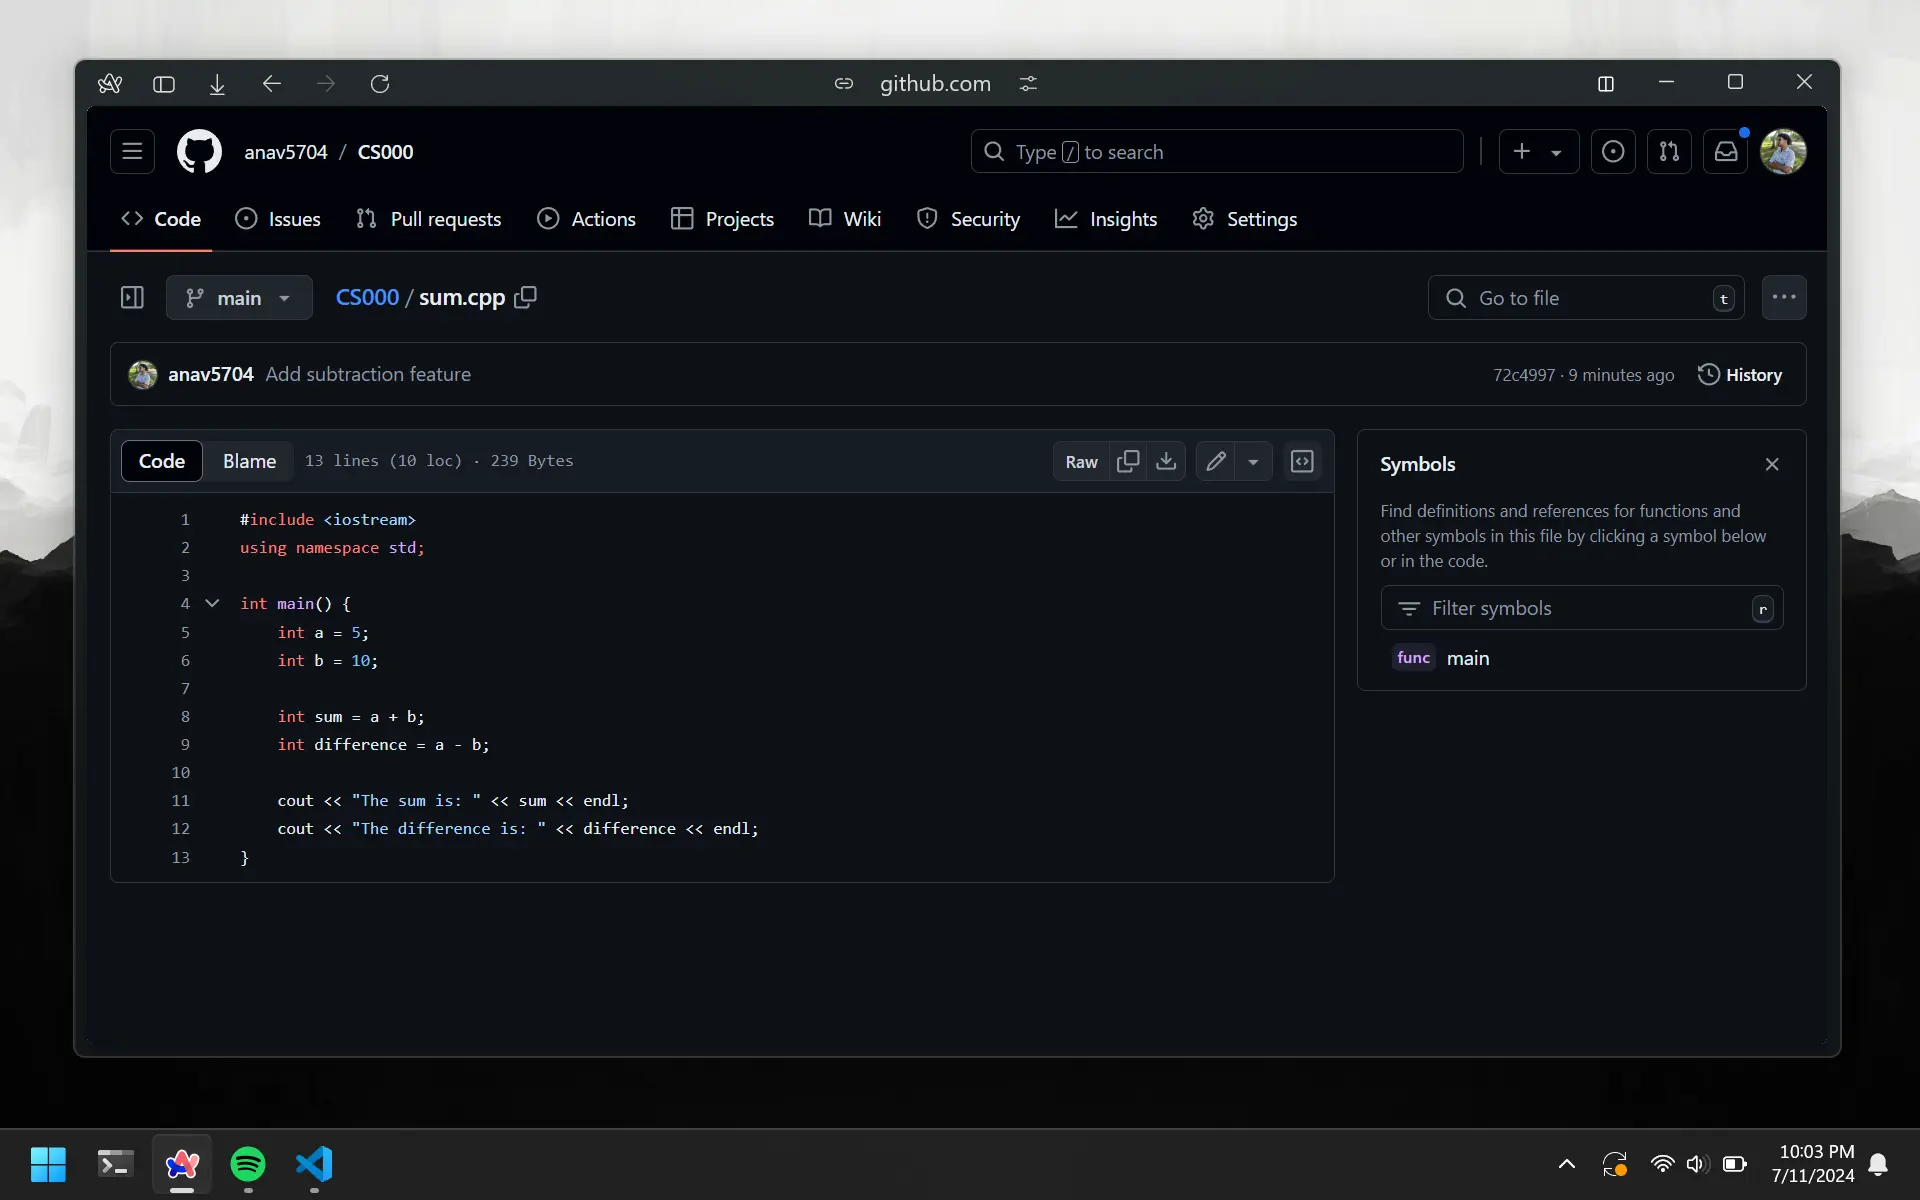 github.com
anav5704 / CS000
Type / to search
Code Issues Pull requests Actions Projects Wiki Security Insights Settings
main CS000 / sum.cpp Go to file t
anav5704 Add subtraction feature 72c4997 · 9 minutes ago History
Code Blame 13 lines (10 loc) · 239 Bytes Raw
1 #include <iostream>
2 using namespace std;
3
4 int main() {
5     int a = 5;
6     int b = 10;
7
8     int sum = a + b;
9     int difference = a - b;
10
11     cout << "The sum is: " << sum << endl;
12     cout << "The difference is: " << difference << endl;
13 }
Symbols
Find definitions and references for functions and
other symbols in this file by clicking a symbol below
or in the code.
Filter symbols r
func main
10:03 PM
7/11/2024